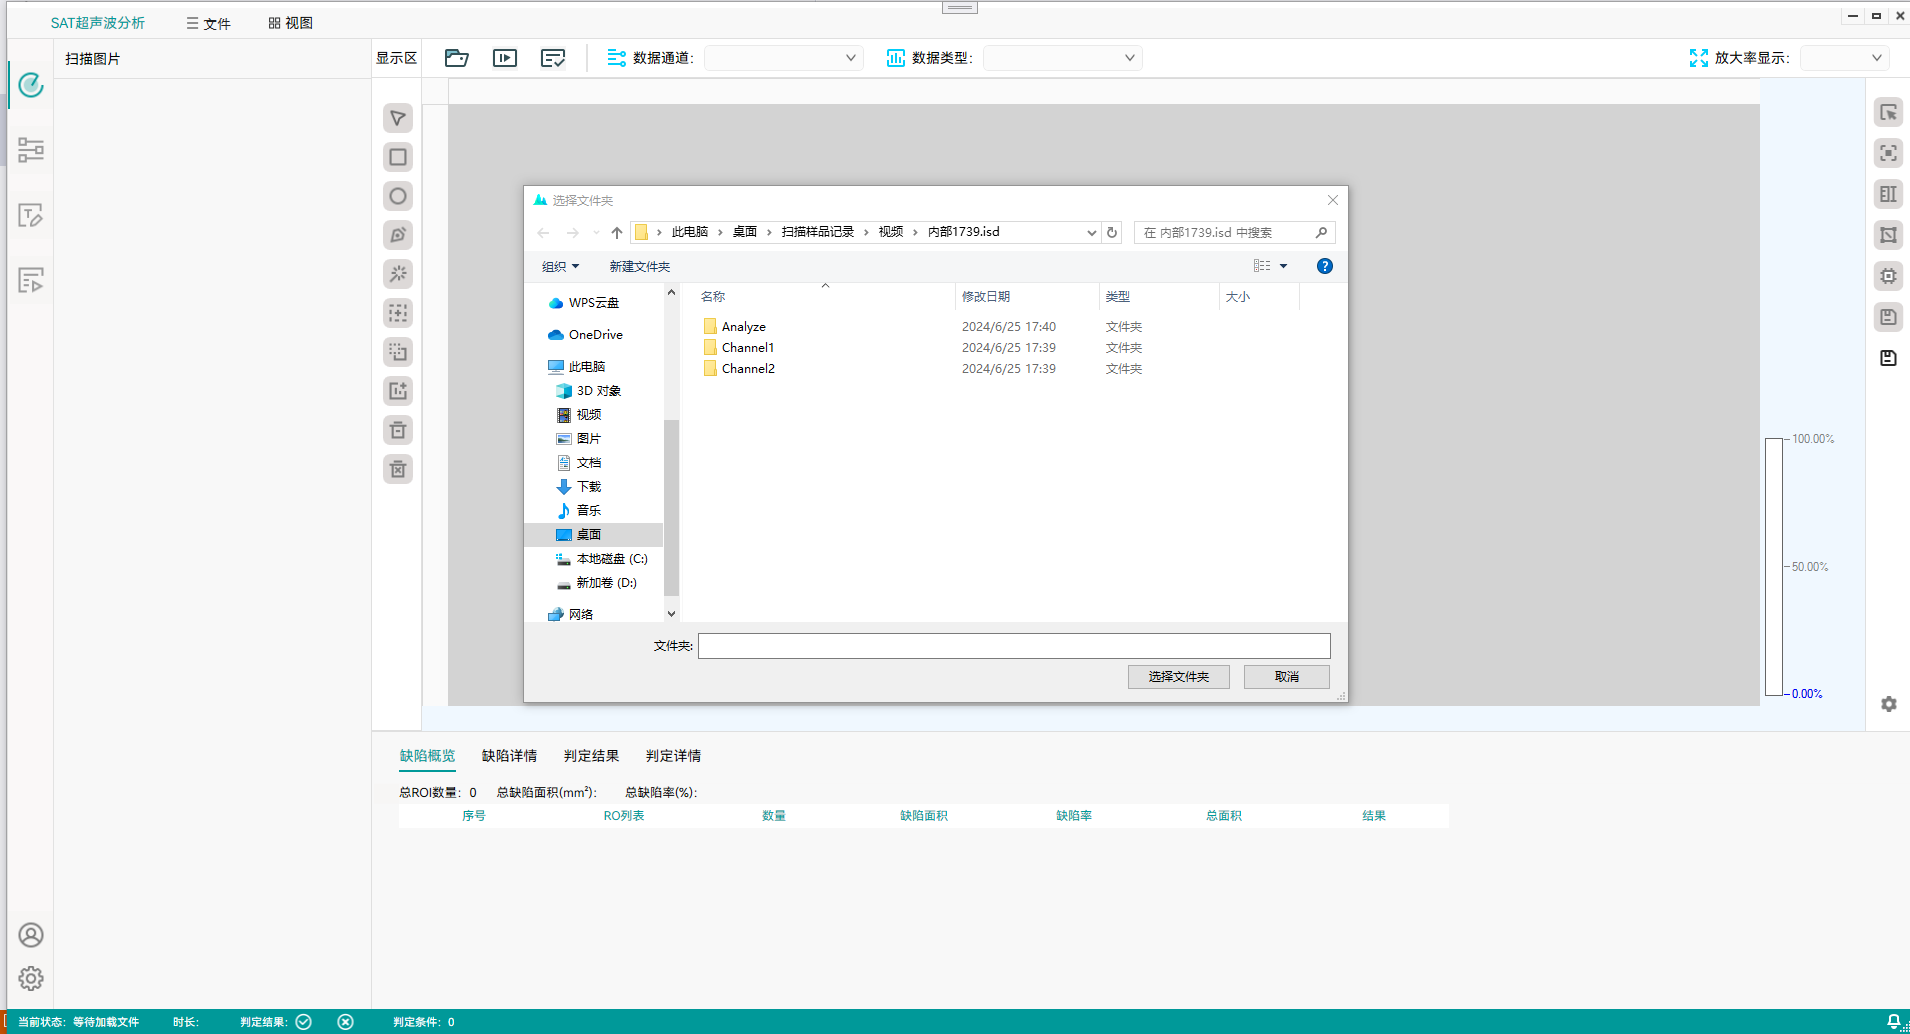 SAT超声波分析 文件 视图
扫描图片
显示区 数据通道: 数据类型: 放大率显示:
选择文件夹
此电脑 › 桌面 › 扫描样品记录 › 视频 › 内部1739.isd
在 内部1739.isd 中搜索
组织 新建文件夹
WPS云盘
OneDrive
此电脑
3D 对象
视频
图片
文档
下载
音乐
桌面
本地磁盘 (C:)
新加卷 (D:)
网络
名称 修改日期 类型 大小
Analyze 2024/6/25 17:40 文件夹
Channel1 2024/6/25 17:39 文件夹
Channel2 2024/6/25 17:39 文件夹
文件夹:
选择文件夹 取消
100.00%
50.00%
0.00%
缺陷概览 缺陷详情 判定结果 判定详情
总ROI数量: 0 总缺陷面积(mm²): 总缺陷率(%):
序号 RO列表 数量 缺陷面积 缺陷率 总面积 结果
当前状态: 等待加载文件 时长: 判定结果: 判定条件: 0